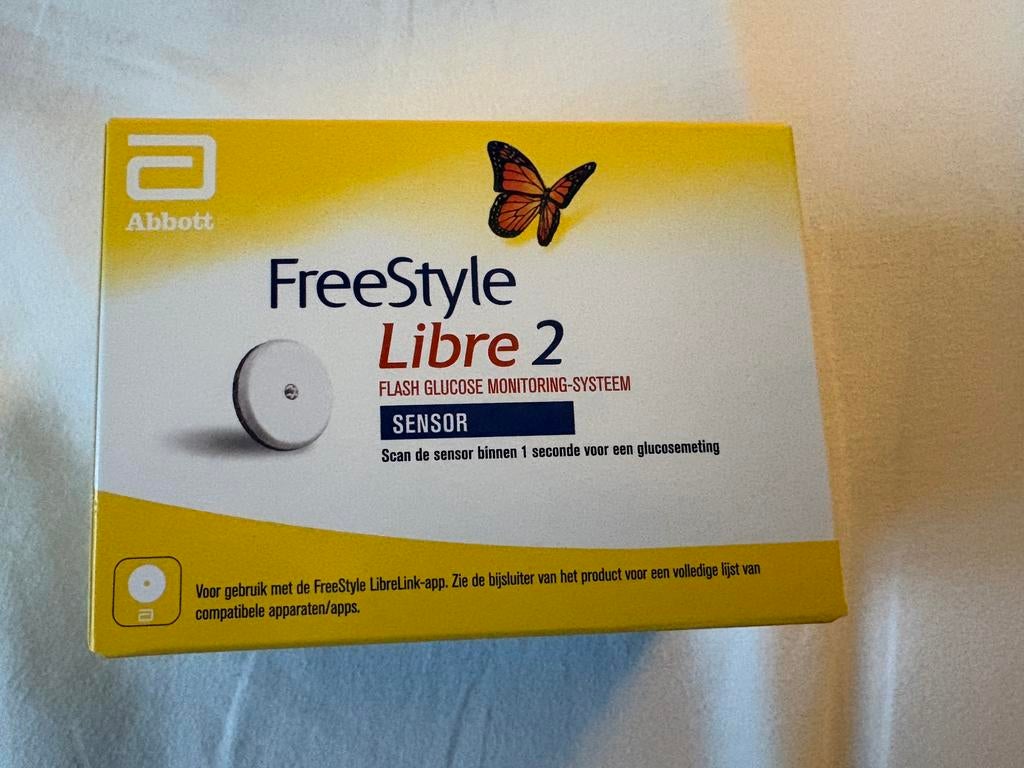 Abbott
FreeStyle
Libre 2
FLASH GLUCOSE MONITORING-SYSTEEM
SENSOR
Scan de sensor binnen 1 seconde voor een glucosemeting
Voor gebruik met de FreeStyle LibreLink-app. Zie de bijsluiter van het product voor een volledige lijst van
compatibele apparaten/apps.